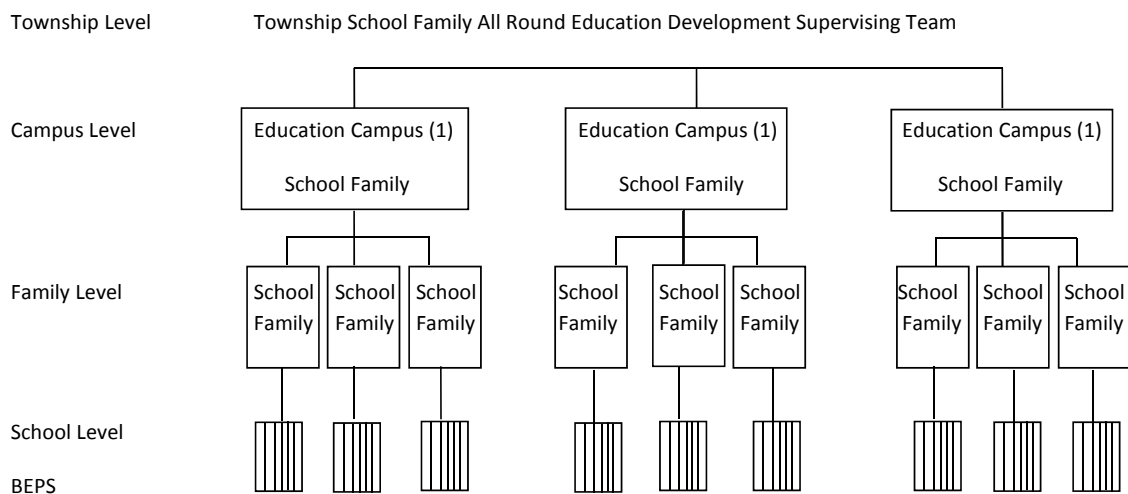 Township Level Township School Family All Round Education Development Supervising Team
Campus Level Education Campus (1) Education Campus (1) Education Campus (1)
School Family School Family School Family
Family Level School School School School School School School School School
Family Family Family Family Family Family Family Family Family
School Level
BEPS